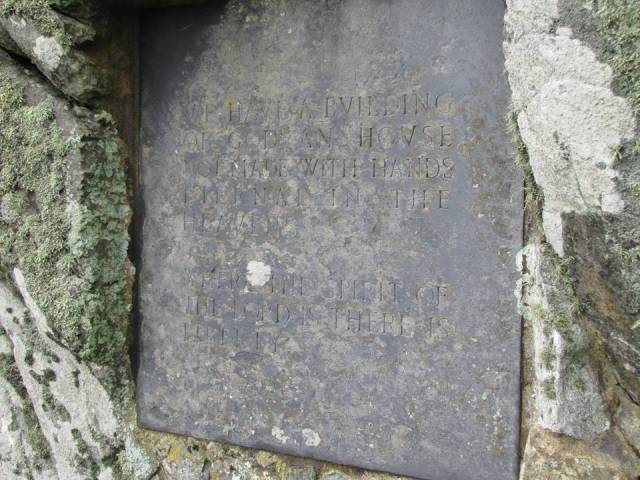 WE HAVE A BVILDING
OF GOD AN HOVSE
NOT MADE WITH HANDS
ETERNAL IN THE
HEAVENS
WHERE THE SPIRIT OF
THE LORD IS THERE IS
LIBERTY